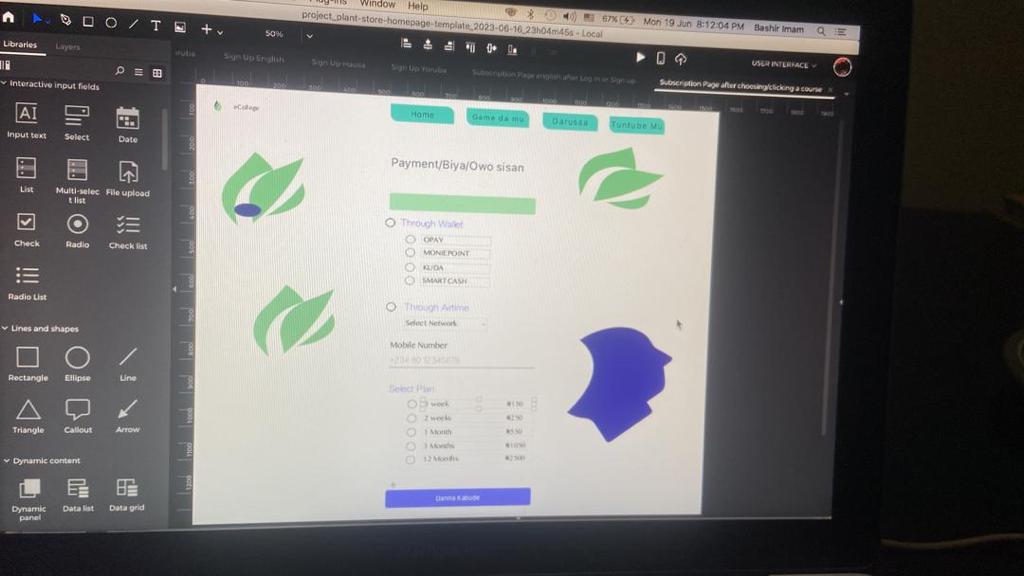 Window Help
project_plant-store-homepage-template_2023-06-16_23h04m45s - Local
67% Mon 19 Jun 8:12:04 PM Bashir Imam
50%
USER INTERFACE
Libraries Layers
Sign Up English Sign Up Hausa Sign Up Yoruba Subscription Page english after Log in or Sign up
Subscription Page after choosing/clicking a course
Interactive input fields
Input text Select Date
List Multi-selec t list File upload
Check Radio Check list
Radio List
Lines and shapes
Rectangle Ellipse Line
Triangle Callout Arrow
Dynamic content
Dynamic panel Data list Data grid
eCollege
Home Game da mu Darussa Tuntube Mu
Payment/Biya/Owo sisan
Through Wallet
OPAY
MONIEPOINT
KUDA
SMARTCASH
Through Airtime
Select Network
Mobile Number
+234 80 12345678
Select Plan
week ₦150
2 weeks ₦250
1 Month ₦550
3 Months ₦1050
12 Months ₦2500
Danna Kabude